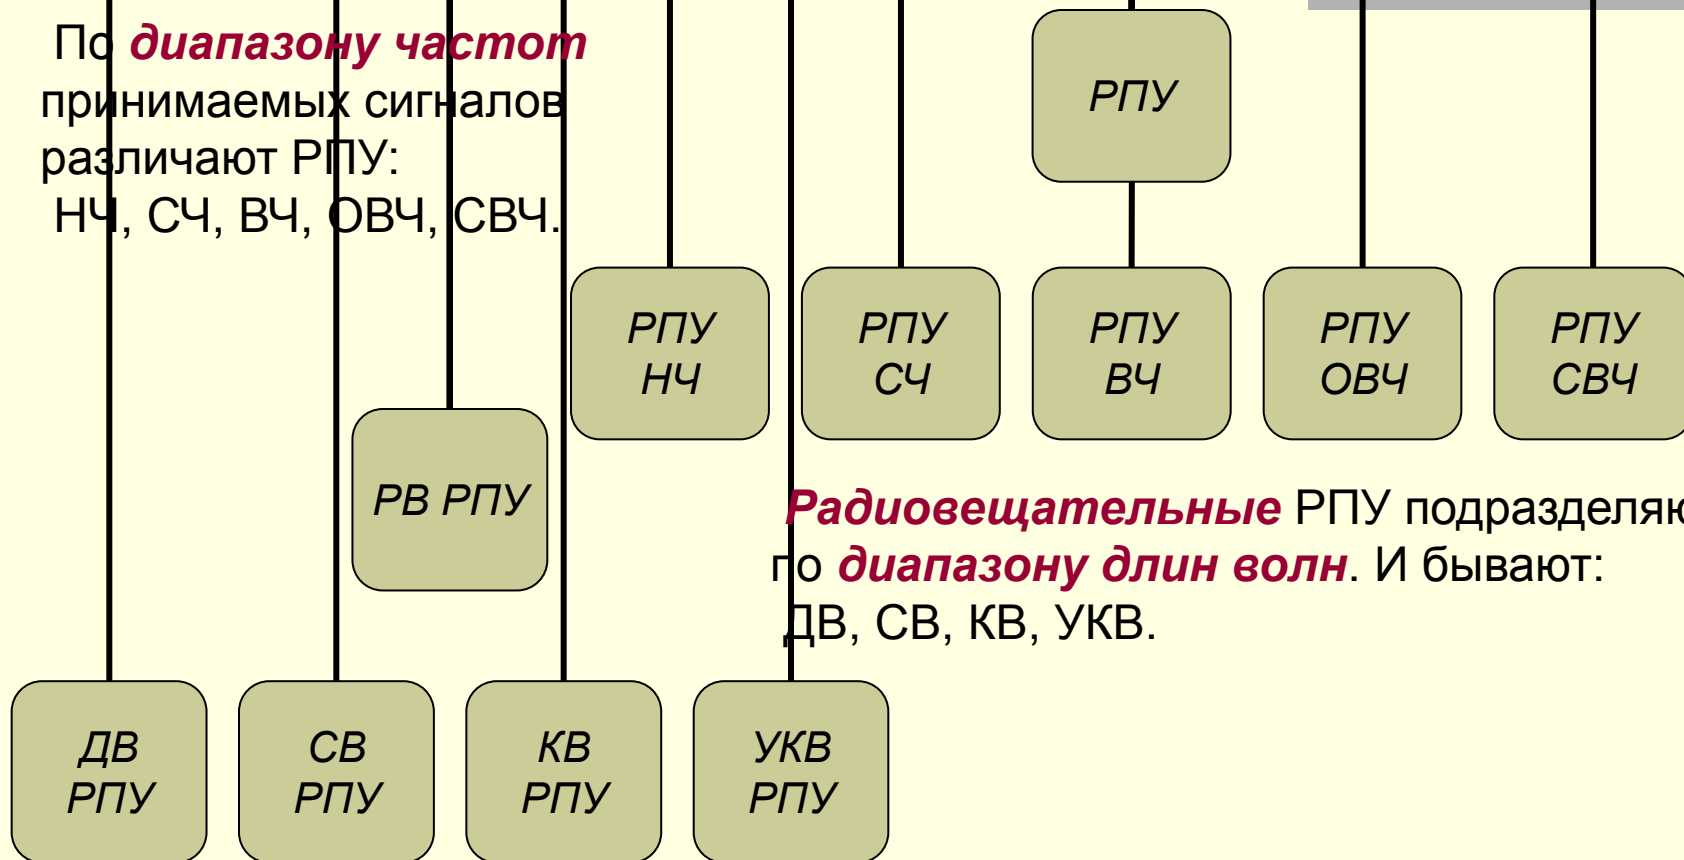 По диапазону частот
принимаемых сигналов
различают РПУ:
НЧ, СЧ, ВЧ, ОВЧ, СВЧ.
РПУ
РПУ
НЧ
РПУ
СЧ
РПУ
ВЧ
РПУ
ОВЧ
РПУ
СВЧ
РВ РПУ
Радиовещательные РПУ
по диапазону длин волн. И бывают:
ДВ, СВ, КВ, УКВ.
ДВ
РПУ
СВ
РПУ
КВ
РПУ
УКВ
РПУ